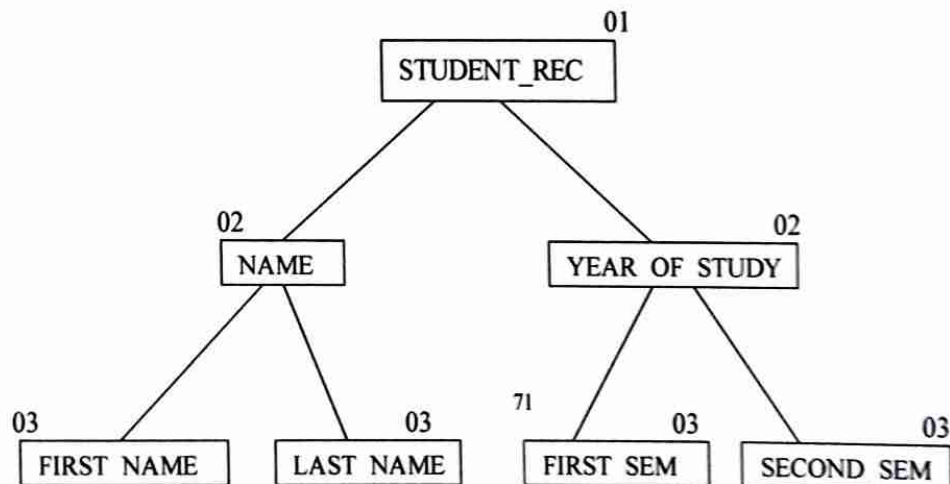 01
STUDENT_REC
02
NAME
02
YEAR OF STUDY
03
FIRST NAME
03
LAST NAME
71
03
FIRST SEM
03
SECOND SEM